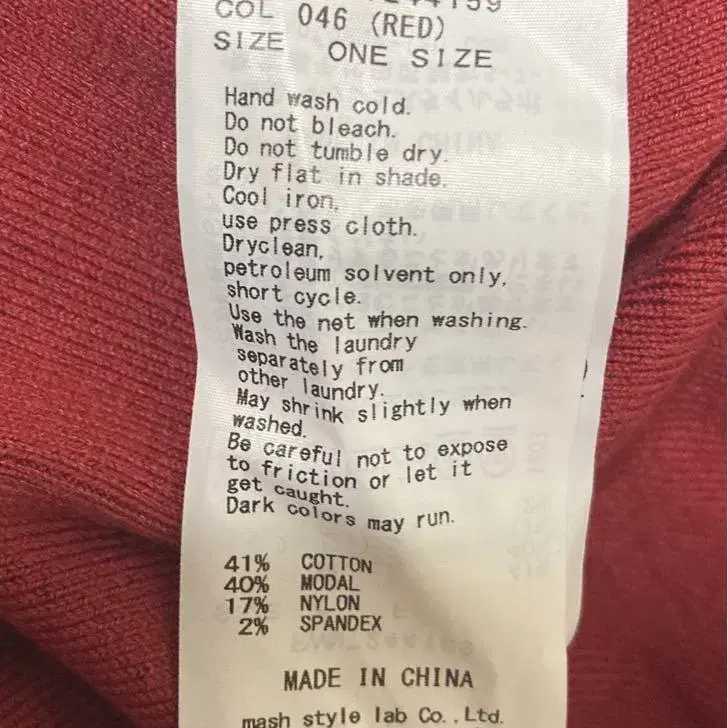 COL 046 (RED)
SIZE ONE SIZE
Hand wash cold.
Do not bleach.
Do not tumble dry.
Dry flat in shade.
Cool iron,
use press cloth.
Dryclean,
petroleum solvent only,
short cycle.
Use the net when washing.
Wash the laundry
separately from
other laundry.
May shrink slightly when
washed.
Be careful not to expose
to friction or let it
get caught.
Dark colors may run.
41% COTTON
40% MODAL
17% NYLON
2% SPANDEX
MADE IN CHINA
mash style lab Co.,Ltd.